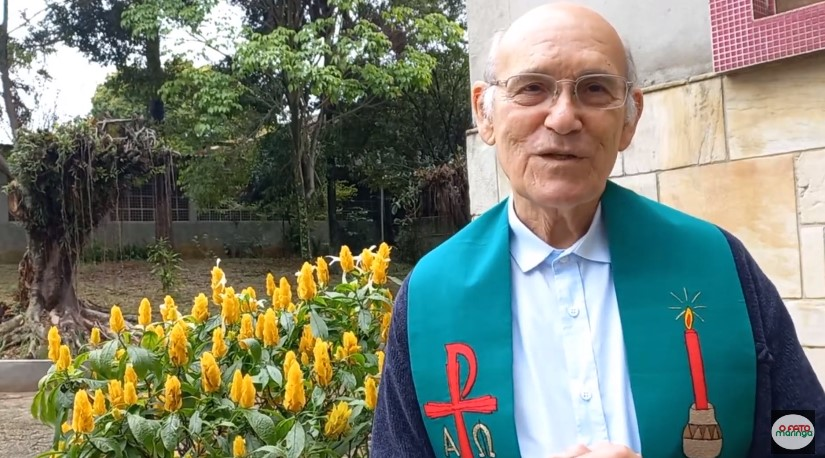 Α Ω
O FATO
maringá